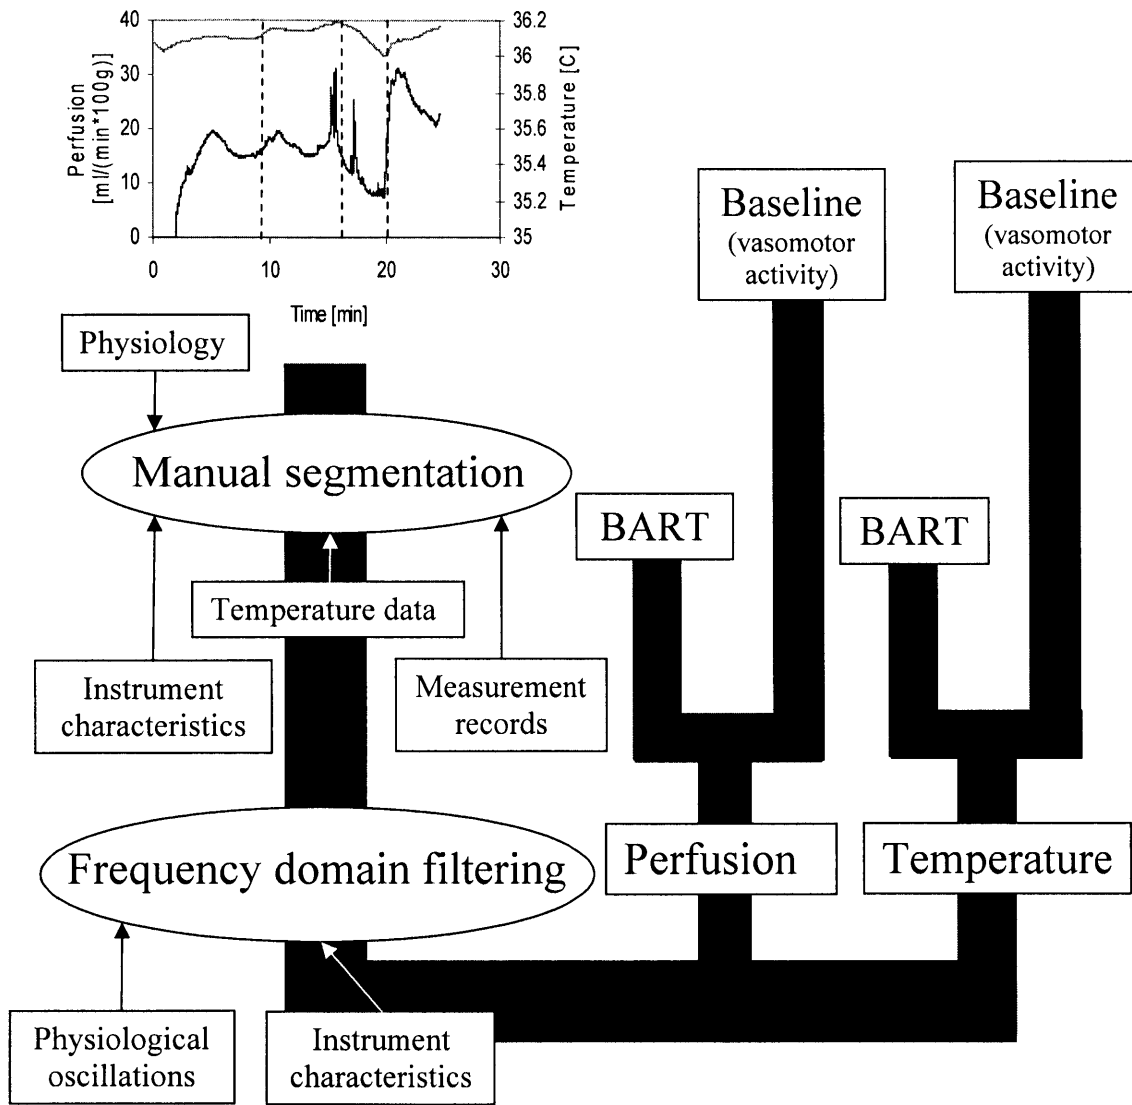 40
30
20
10
0
Perfusion
[ml/(min*100g)]
36.2
36
35.8
35.6
35.4
35.2
35
Temperature [C]
0
10
20
30
Time [min]
Physiology
Manual segmentation
Temperature data
Instrument
characteristics
Measurement
records
Frequency domain filtering
Physiological
oscillations
Instrument
characteristics
Baseline
(vasomotor
activity)
Baseline
(vasomotor
activity)
BART
BART
Perfusion
Temperature